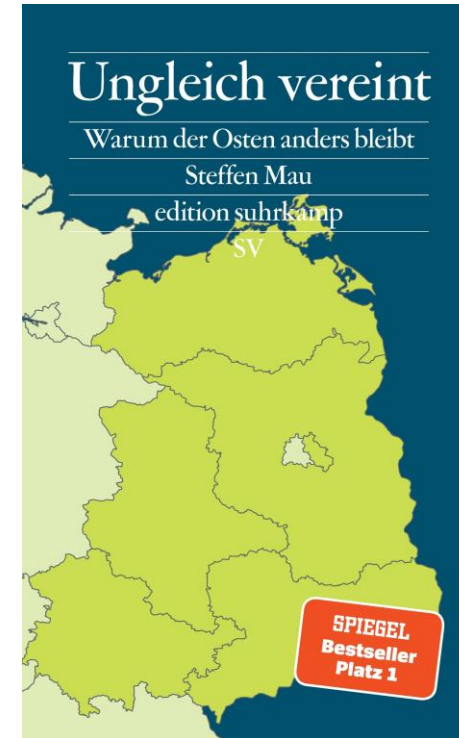 Ungleich vereint
Warum der Osten anders bleibt
Steffen Mau
edition suhrkamp
SV
SPIEGEL
Bestseller
Platz 1